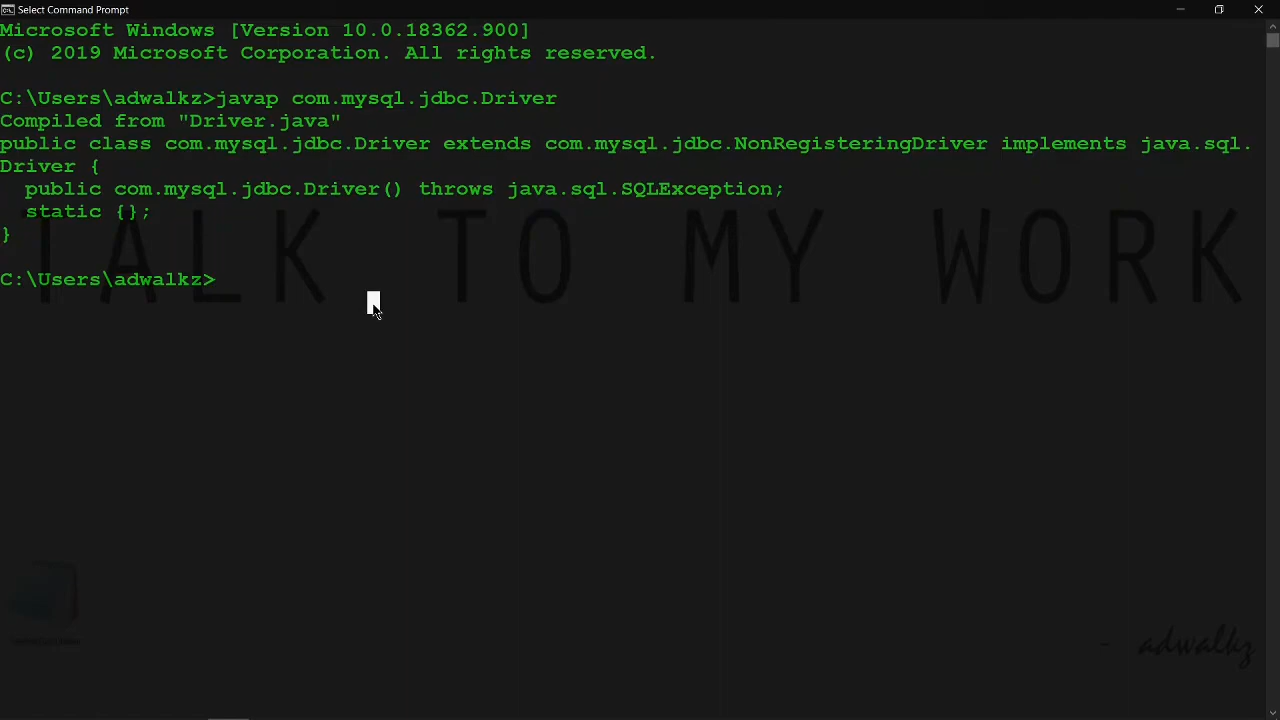 Select Command Prompt
Microsoft Windows [Version 10.0.18362.900]
(c) 2019 Microsoft Corporation. All rights reserved.
C:\Users\adwalkz>javap com.mysql.jdbc.Driver
Compiled from "Driver.java"
public class com.mysql.jdbc.Driver extends com.mysql.jdbc.NonRegisteringDriver implements java.sql.
Driver {
public com.mysql.jdbc.Driver() throws java.sql.SQLException;
static {};
}
TALK TO MY WORK
C:\Users\adwalkz>
- adwalkz